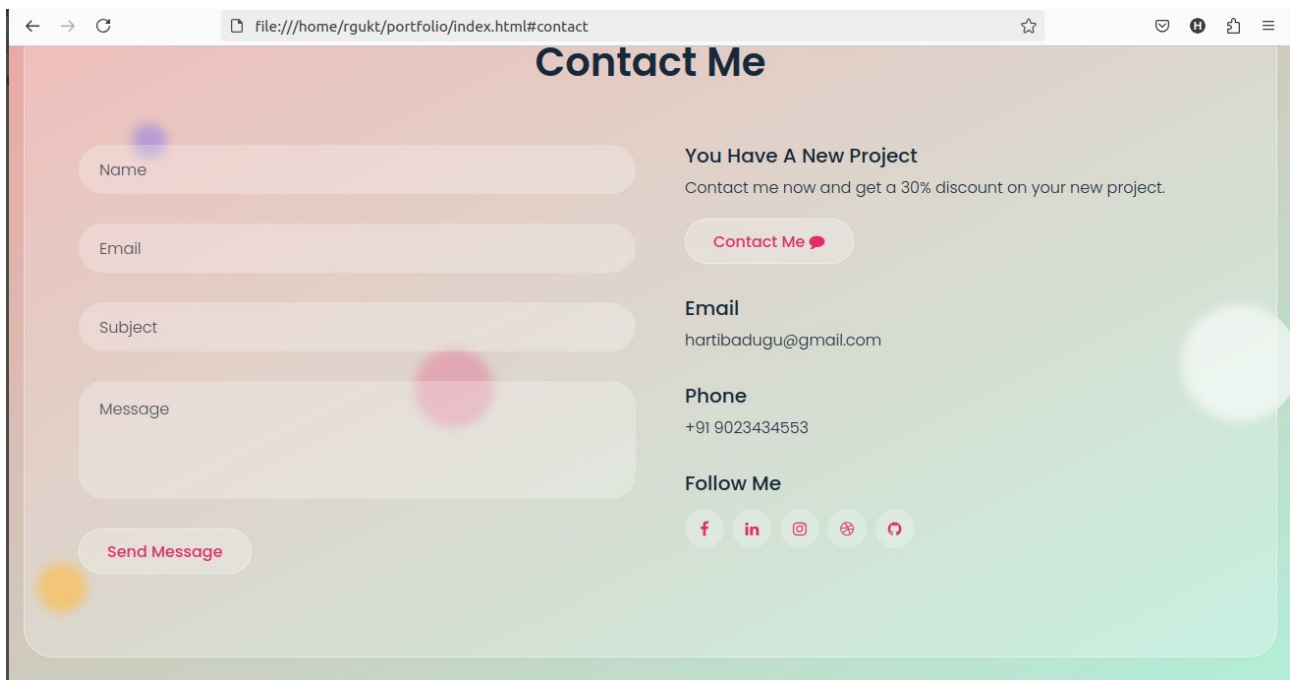 file:///home/rgukt/portfolio/index.html#contact
H
Contact Me
Name
Email
Subject
Message
Send Message
You Have A New Project
Contact me now and get a 30% discount on your new project.
Contact Me
Email
hartibadugu@gmail.com
Phone
+91 9023434553
Follow Me
f
in